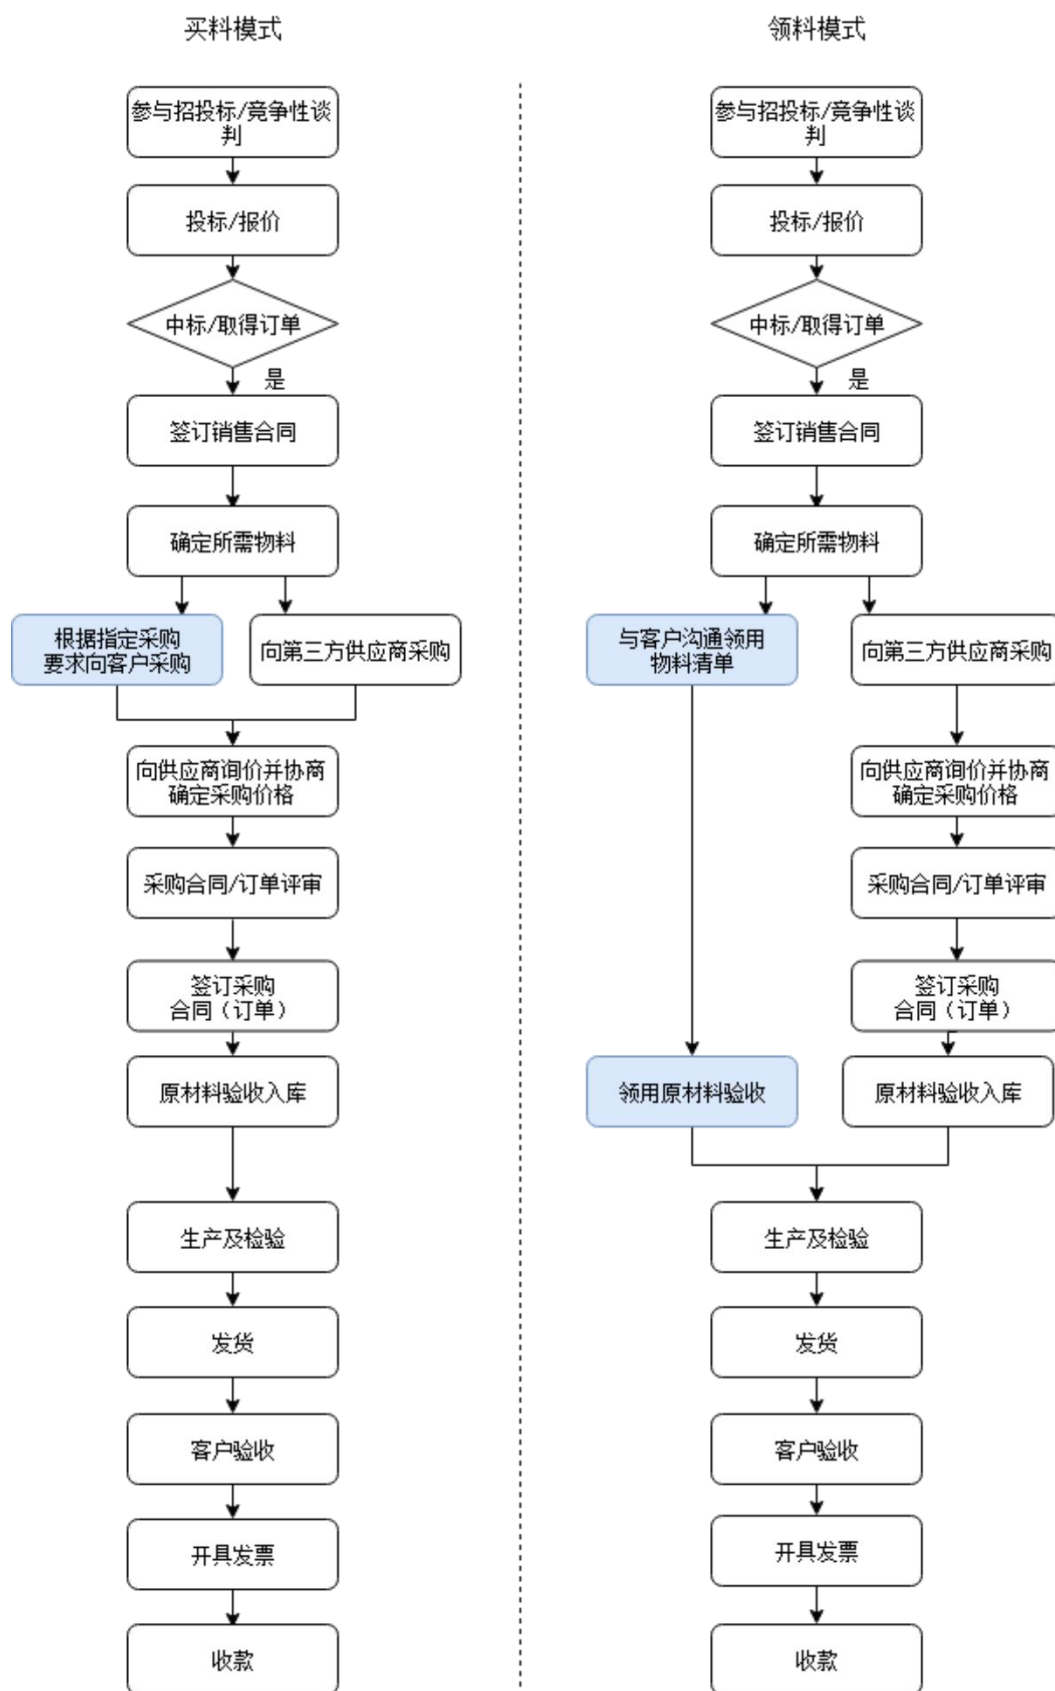 买料模式
参与招投标/竞争性谈
判
投标/报价
中标/取得订单
是
签订销售合同
确定所需物料
根据指定采购
要求向客户采购
向第三方供应商采购
向供应商询价并协商
确定采购价格
采购合同/订单评审
签订采购
合同（订单）
原材料验收入库
生产及检验
发货
客户验收
开具发票
收款
领料模式
参与招投标/竞争性谈
判
投标/报价
中标/取得订单
是
签订销售合同
确定所需物料
与客户沟通领用
物料清单
向第三方供应商采购
向供应商询价并协商
确定采购价格
采购合同/订单评审
签订采购
合同（订单）
领用原材料验收
原材料验收入库
生产及检验
发货
客户验收
开具发票
收款